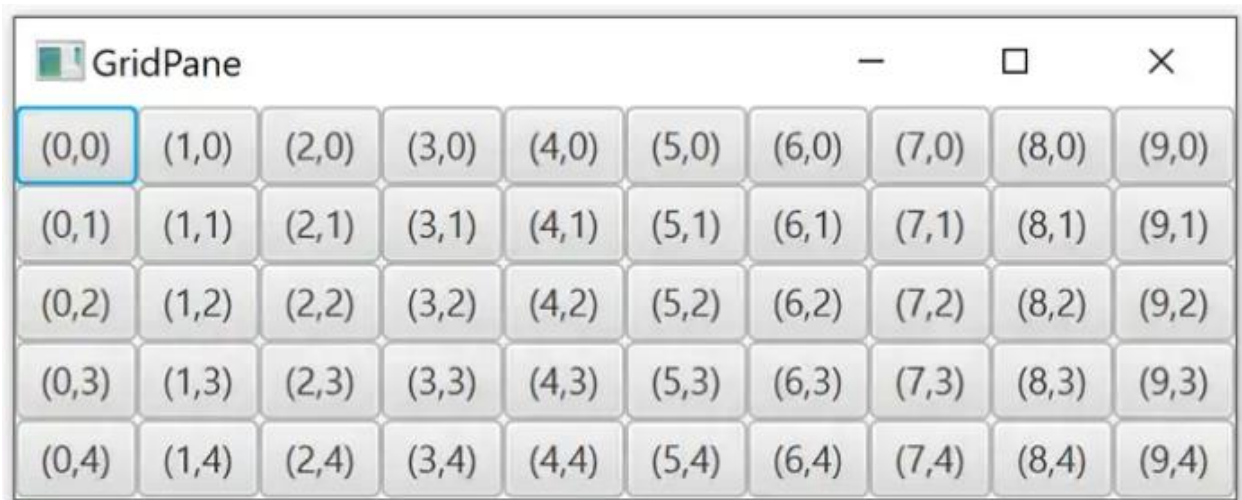 GridPane
(0,0) (1,0) (2,0) (3,0) (4,0) (5,0) (6,0) (7,0) (8,0) (9,0)
(0,1) (1,1) (2,1) (3,1) (4,1) (5,1) (6,1) (7,1) (8,1) (9,1)
(0,2) (1,2) (2,2) (3,2) (4,2) (5,2) (6,2) (7,2) (8,2) (9,2)
(0,3) (1,3) (2,3) (3,3) (4,3) (5,3) (6,3) (7,3) (8,3) (9,3)
(0,4) (1,4) (2,4) (3,4) (4,4) (5,4) (6,4) (7,4) (8,4) (9,4)